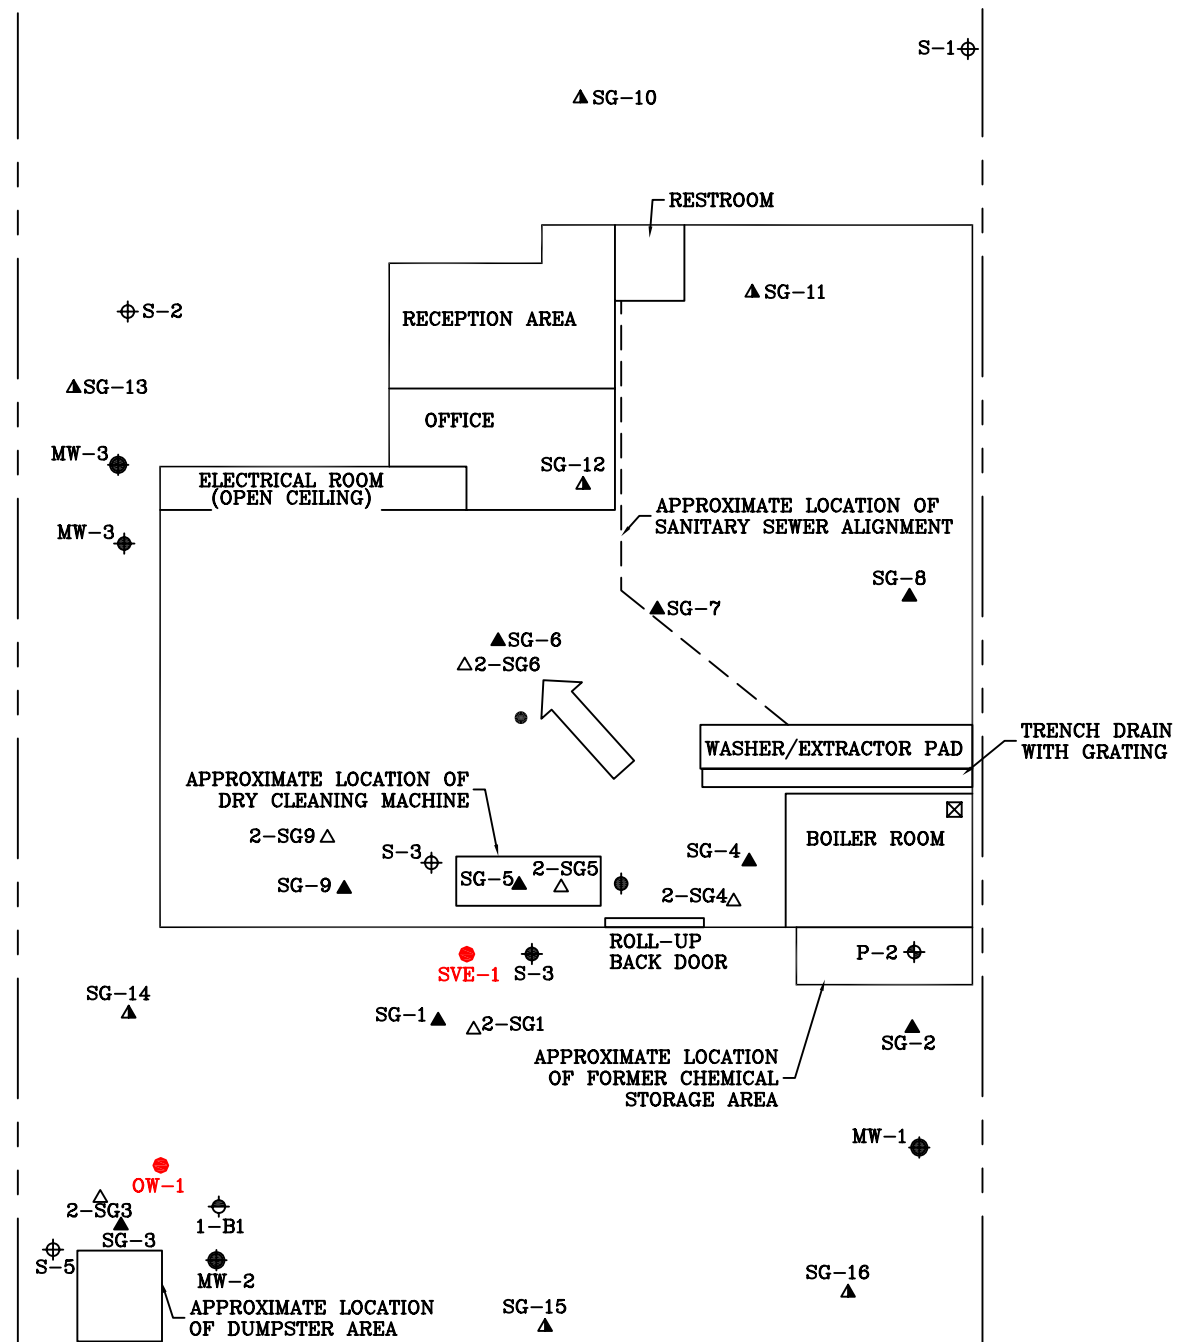 S-1
SG-10
RESTROOM
SG-11
S-2
RECEPTION AREA
SG-13
OFFICE
MW-3
SG-12
ELECTRICAL ROOM
(OPEN CEILING)
APPROXIMATE LOCATION OF
SANITARY SEWER ALIGNMENT
MW-3
SG-8
SG-7
SG-6
2-SG6
TRENCH DRAIN
WITH GRATING
WASHER/EXTRACTOR PAD
APPROXIMATE LOCATION OF
DRY CLEANING MACHINE
2-SG9
BOILER ROOM
S-3
SG-4
2-SG5
SG-9
SG-5
2-SG4
ROLL-UP
BACK DOOR
P-2
SVE-1
S-3
SG-14
SG-1
2-SG1
SG-2
APPROXIMATE LOCATION
OF FORMER CHEMICAL
STORAGE AREA
MW-1
OW-1
2-SG3
1-B1
SG-3
S-5
MW-2
SG-16
APPROXIMATE LOCATION
OF DUMPSTER AREA
SG-15